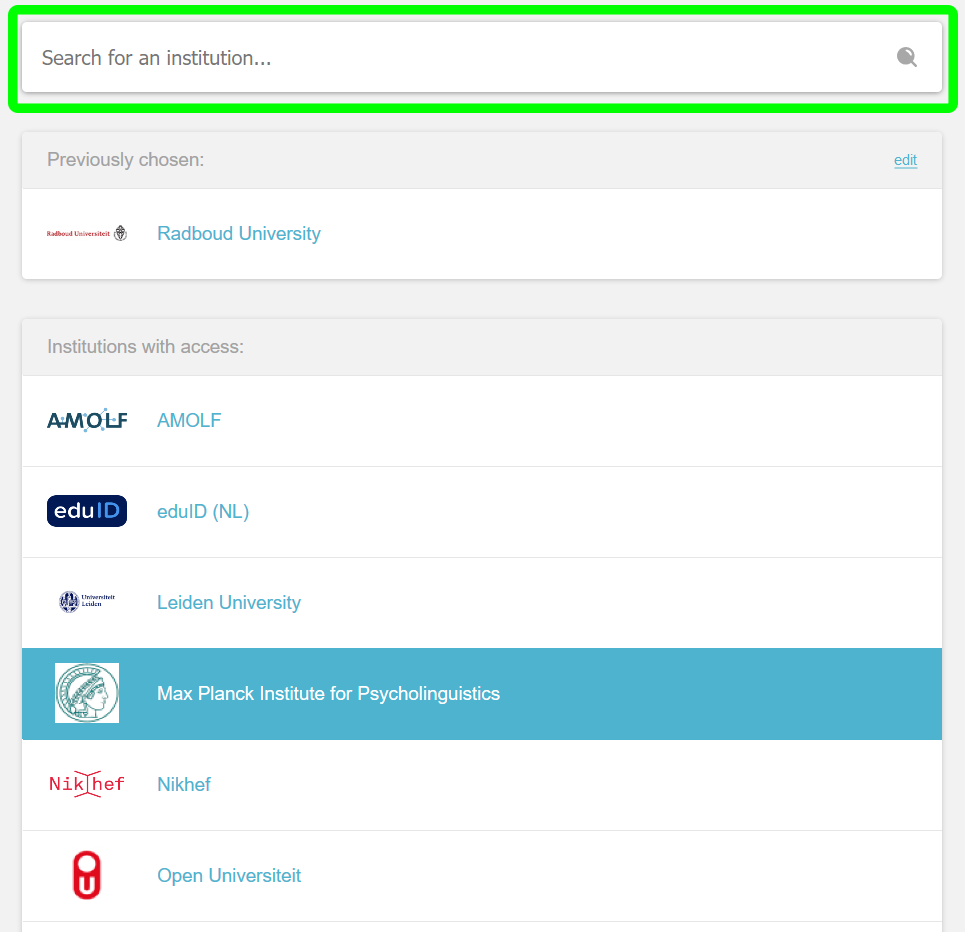 Search for an institution...
Previously chosen:
edit
Radboud Universiteit
Radboud University
Institutions with access:
AMOLF
AMOLF
eduID
eduID (NL)
Universiteit
Leiden
Leiden University
Max Planck Institute for Psycholinguistics
Nikhef
Nikhef
Open Universiteit